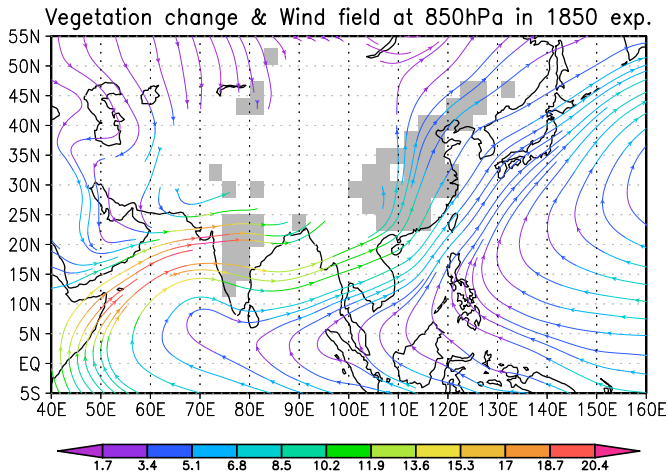 Vegetation change & Wind field at 850hPa in 1850 exp.
55N
50N
45N
40N
35N
30N
25N
20N
15N
10N
5N
EQ
5S
40E 50E 60E 70E 80E 90E 100E 110E 120E 130E 140E 150E 160E
1.7 3.4 5.1 6.8 8.5 10.2 11.9 13.6 15.3 17 18.7 20.4